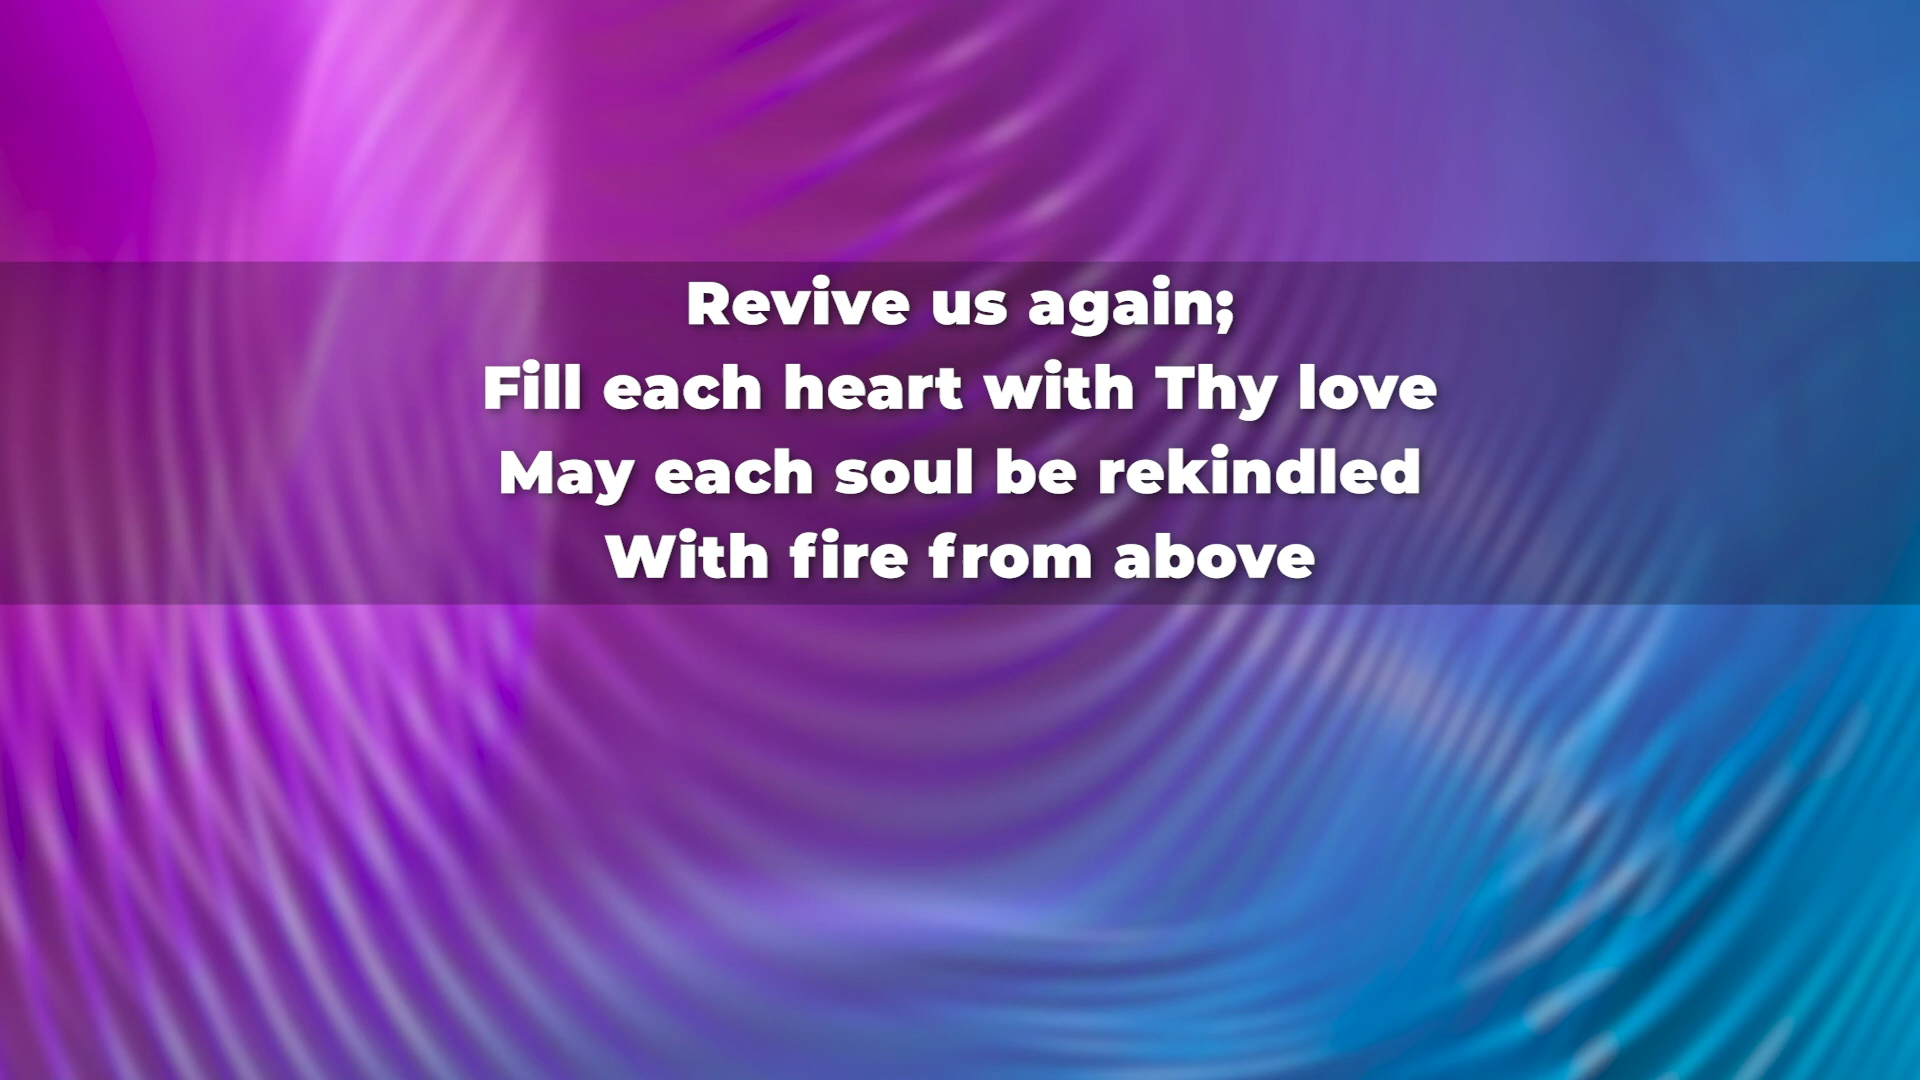 Revive us again;
Fill each heart with Thy love
May each soul be rekindled
With fire from above